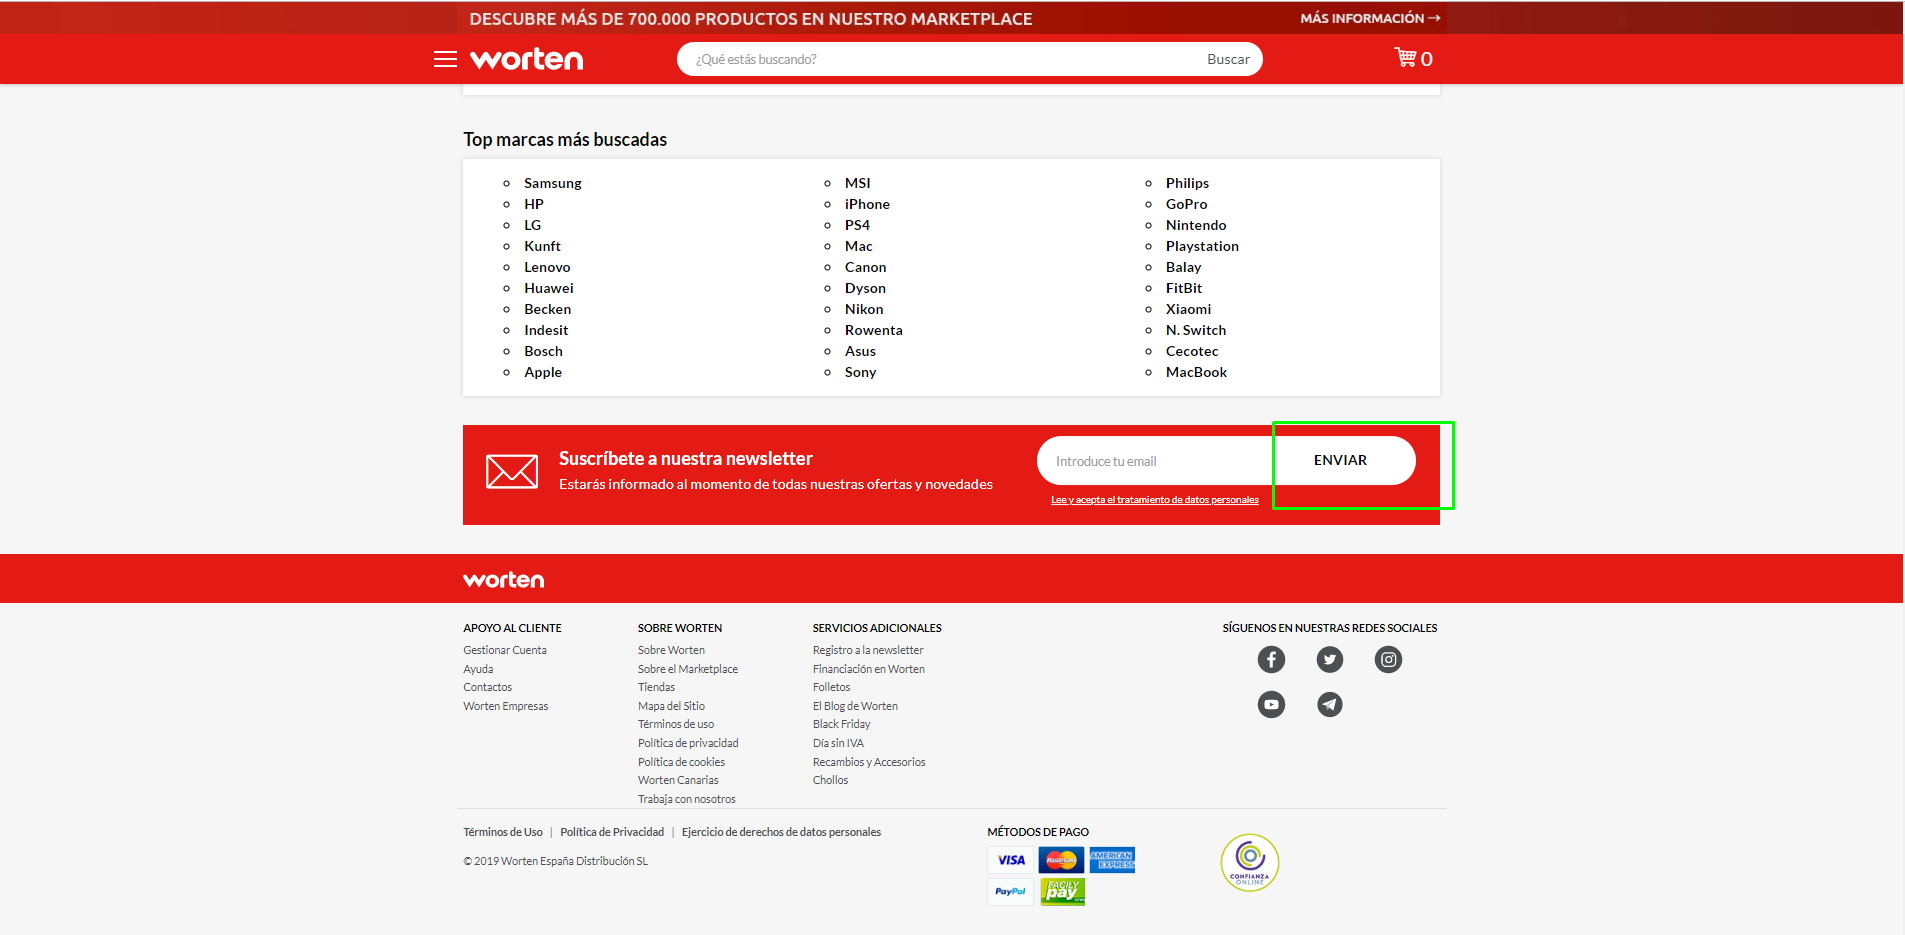 DESCUBRE MÁS DE 700.000 PRODUCTOS EN NUESTRO MARKETPLACE
MÁS INFORMACIÓN →
worten
¿Qué estás buscando?
Buscar
0
Top marcas más buscadas
Samsung
HP
LG
Kunft
Lenovo
Huawei
Becken
Indesit
Bosch
Apple
MSI
iPhone
PS4
Mac
Canon
Dyson
Nikon
Rowenta
Asus
Sony
Philips
GoPro
Nintendo
Playstation
Balay
FitBit
Xiaomi
N. Switch
Cecotec
MacBook
Suscríbete a nuestra newsletter
Estarás informado al momento de todas nuestras ofertas y novedades
Introduce tu email
ENVIAR
Lee y acepta el tratamiento de datos personales
worten
APOYO AL CLIENTE
Gestionar Cuenta
Ayuda
Contactos
Worten Empresas
SOBRE WORTEN
Sobre Worten
Sobre el Marketplace
Tiendas
Mapa del Sitio
Términos de uso
Política de privacidad
Política de cookies
Worten Canarias
Trabaja con nosotros
SERVICIOS ADICIONALES
Registro a la newsletter
Financiación en Worten
Folletos
El Blog de Worten
Black Friday
Día sin IVA
Recambios y Accesorios
Chollos
SÍGUENOS EN NUESTRAS REDES SOCIALES
Términos de Uso | Política de Privacidad | Ejercicio de derechos de datos personales
© 2019 Worten España Distribución SL
MÉTODOS DE PAGO
VISA
MasterCard
AMERICAN EXPRESS
PayPal
FACILY pay
CONFIANZA
ONLINE